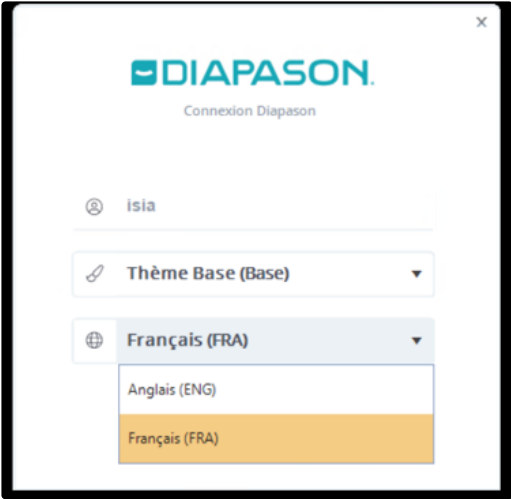 DIAPASON.
Connexion Diapason
isia
Thème Base (Base)
Français (FRA)
Anglais (ENG)
Français (FRA)